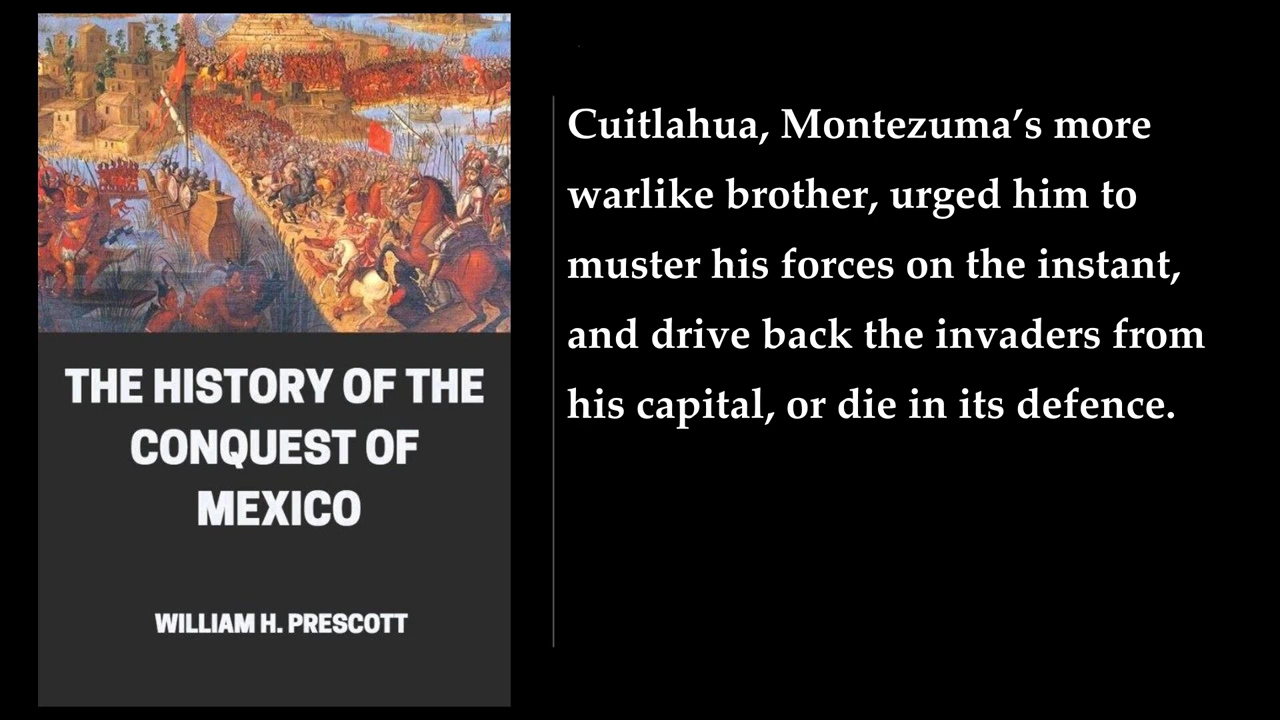 THE HISTORY OF THE
CONQUEST OF
MEXICO
WILLIAM H. PRESCOTT
Cuitlahua, Montezuma’s more
warlike brother, urged him to
muster his forces on the instant,
and drive back the invaders from
his capital, or die in its defence.